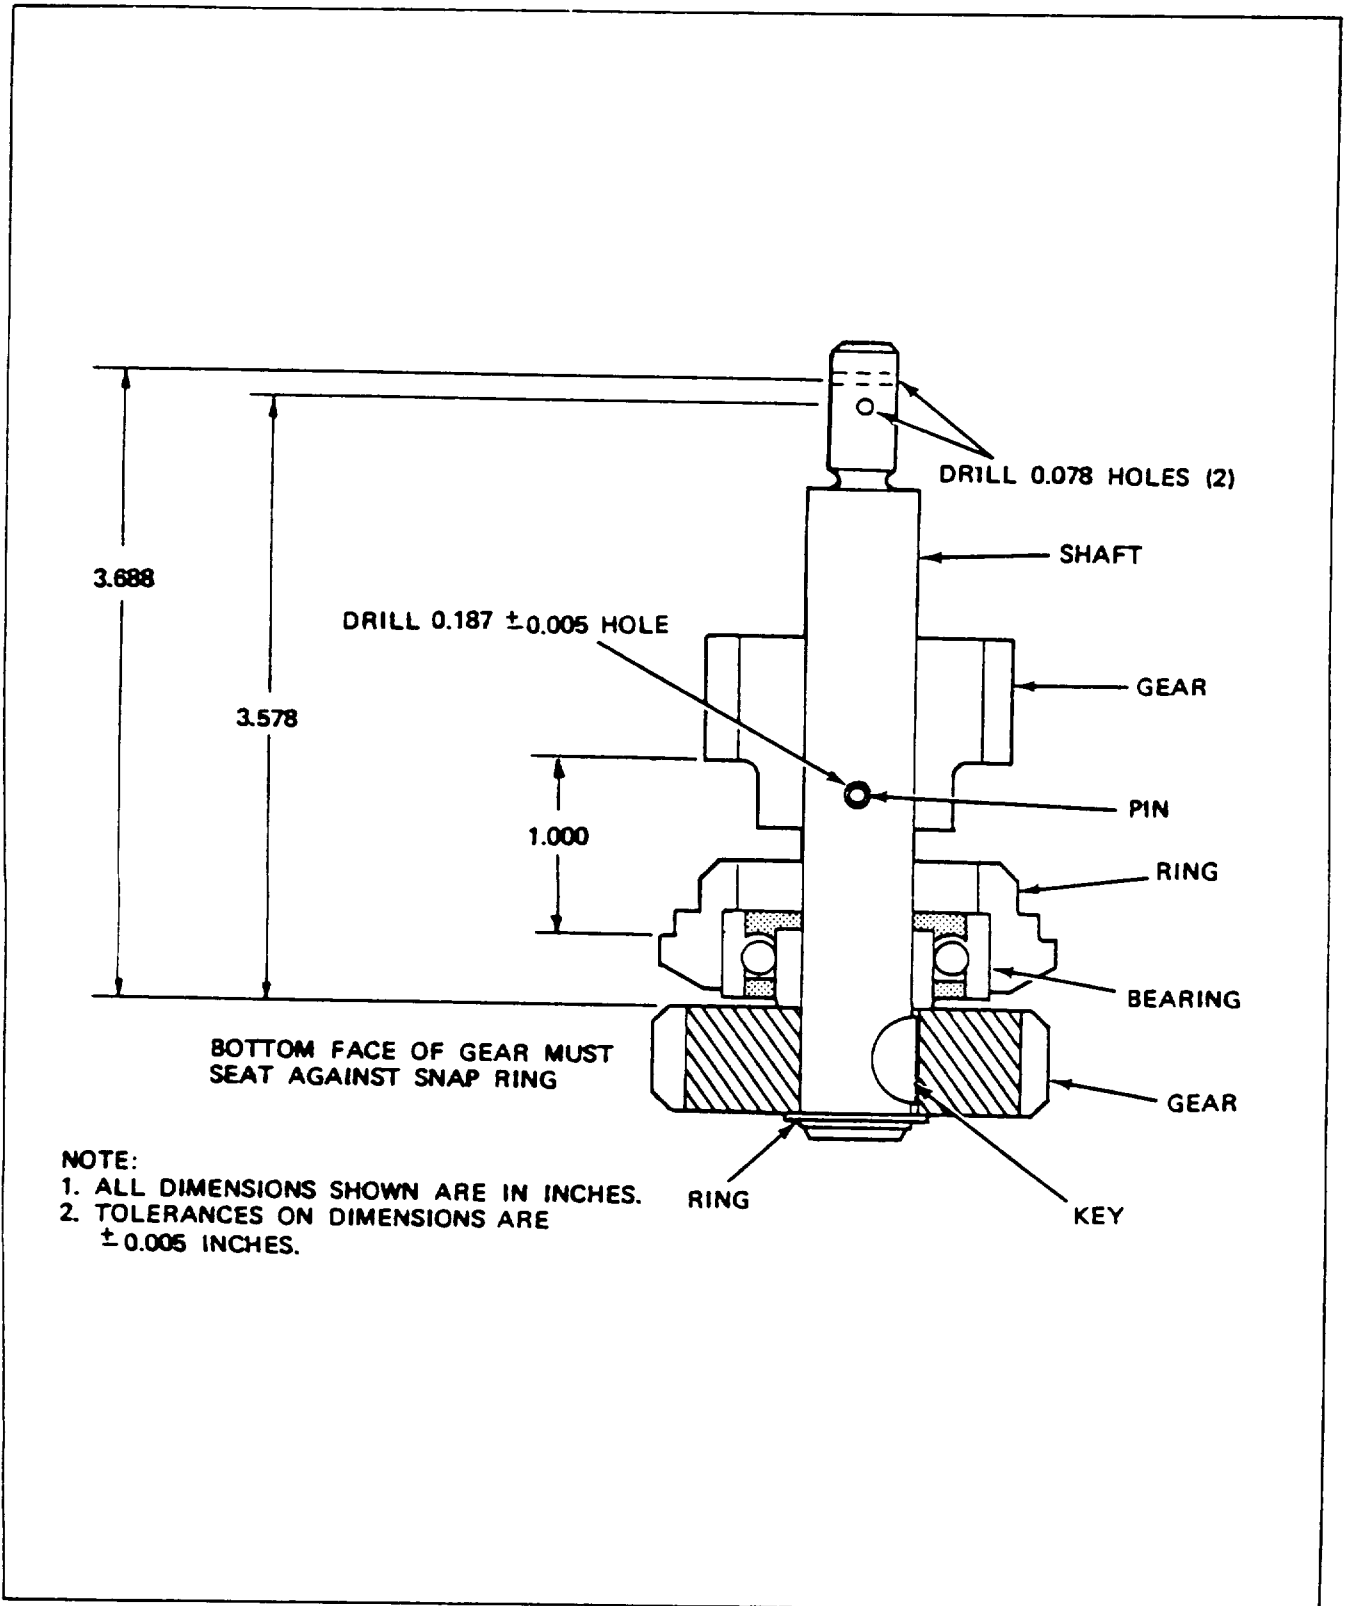 DRILL 0.078 HOLES (2)
SHAFT
3.688
DRILL 0.187 ±0.005 HOLE
GEAR
3.578
PIN
1.000
RING
BEARING
BOTTOM FACE OF GEAR MUST
SEAT AGAINST SNAP RING
GEAR
NOTE:
1. ALL DIMENSIONS SHOWN ARE IN INCHES.
2. TOLERANCES ON DIMENSIONS ARE
±0.005 INCHES.
RING
KEY